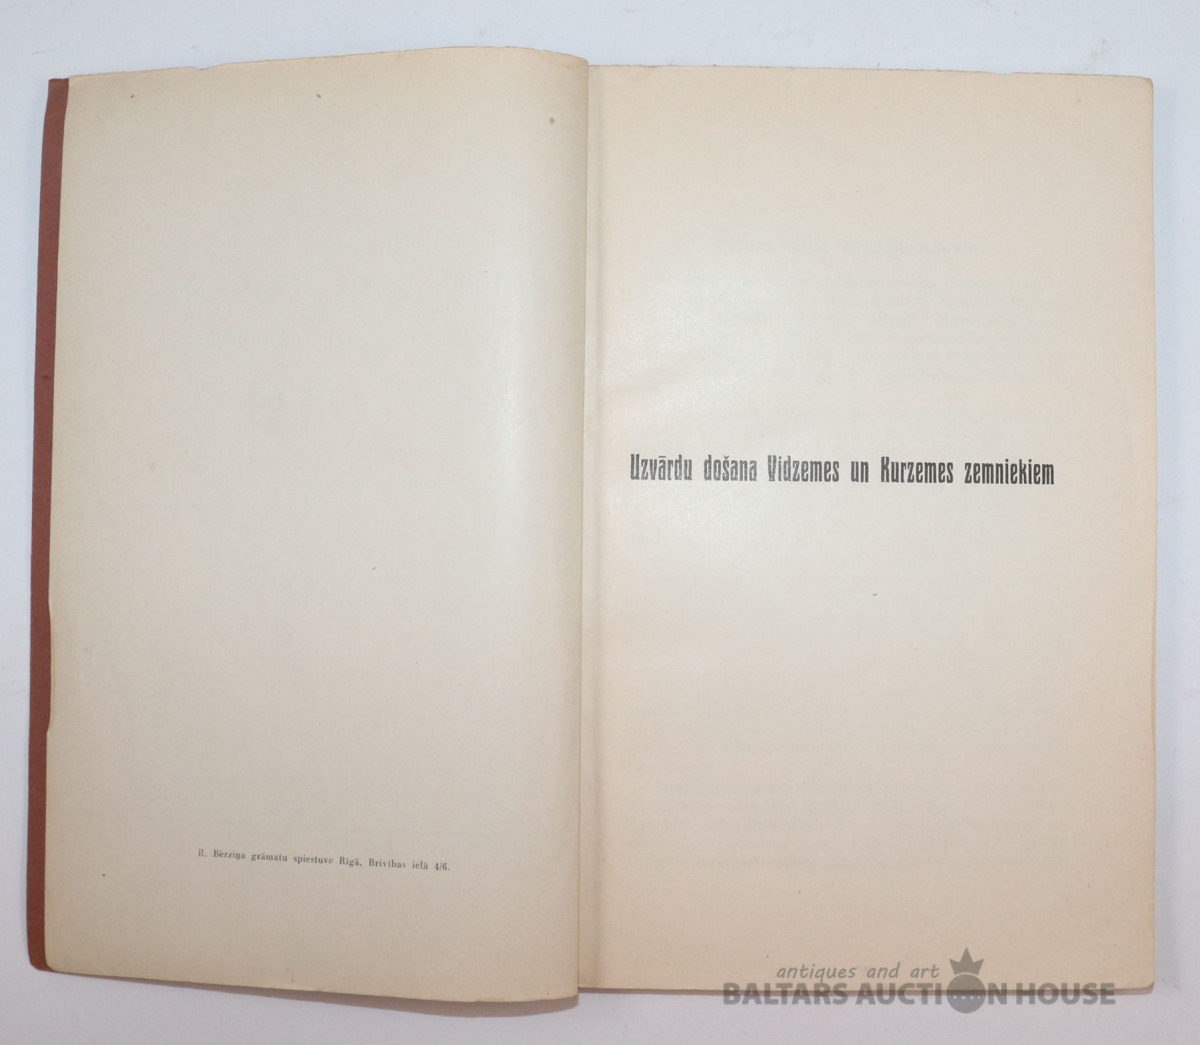 R. Bērziņa grāmatu spiestuve Rīgā, Brīvības ielā 4/6.
Uzvārdu došana Vidzemes un Kurzemes zemniekiem
antiques and art
BALTARS AUCTION HOUSE